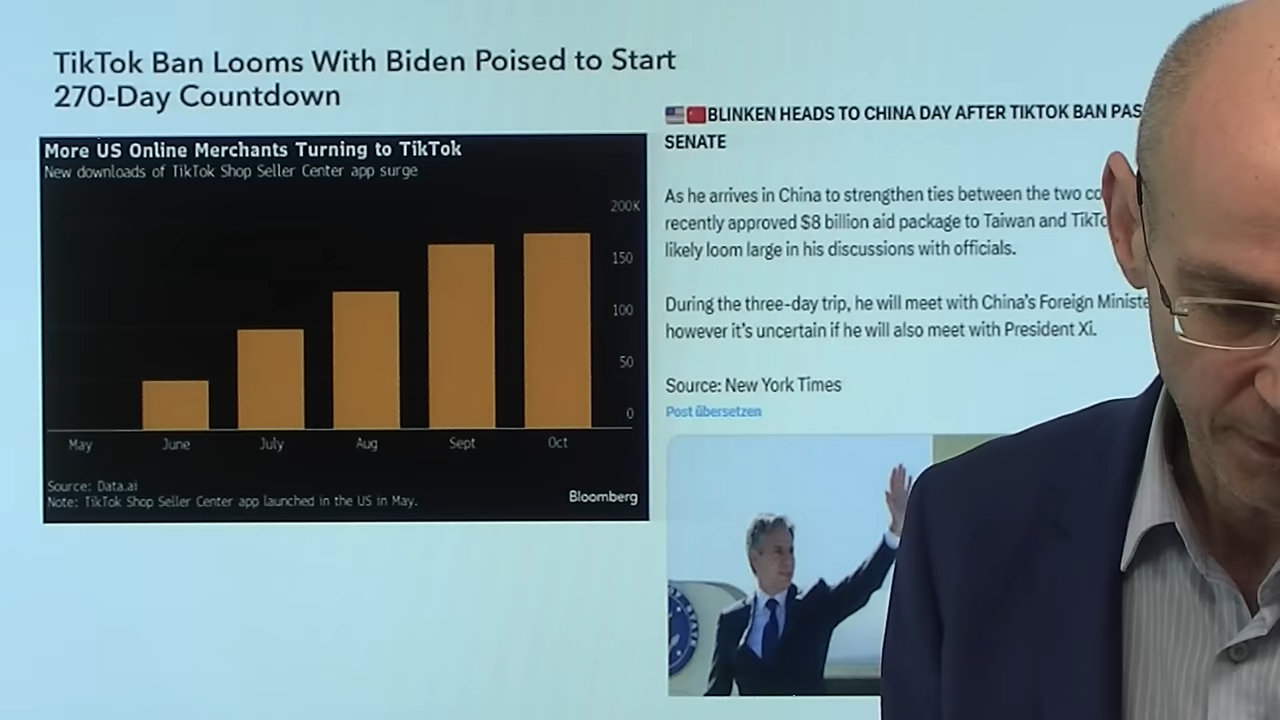 TikTok Ban Looms With Biden Poised to Start
270-Day Countdown
More US Online Merchants Turning to TikTok
New downloads of TikTok Shop Seller Center app surge
200K
150
100
50
0
May June July Aug Sept Oct
Source: Data.ai
Note: TikTok Shop Seller Center app launched in the US in May.
Bloomberg
BLINKEN HEADS TO CHINA DAY AFTER TIKTOK BAN PAS
SENATE
As he arrives in China to strengthen ties between the two co
recently approved $8 billion aid package to Taiwan and TikTo
likely loom large in his discussions with officials.
During the three-day trip, he will meet with China's Foreign Ministe
however it's uncertain if he will also meet with President Xi.
Source: New York Times
Post übersetzen